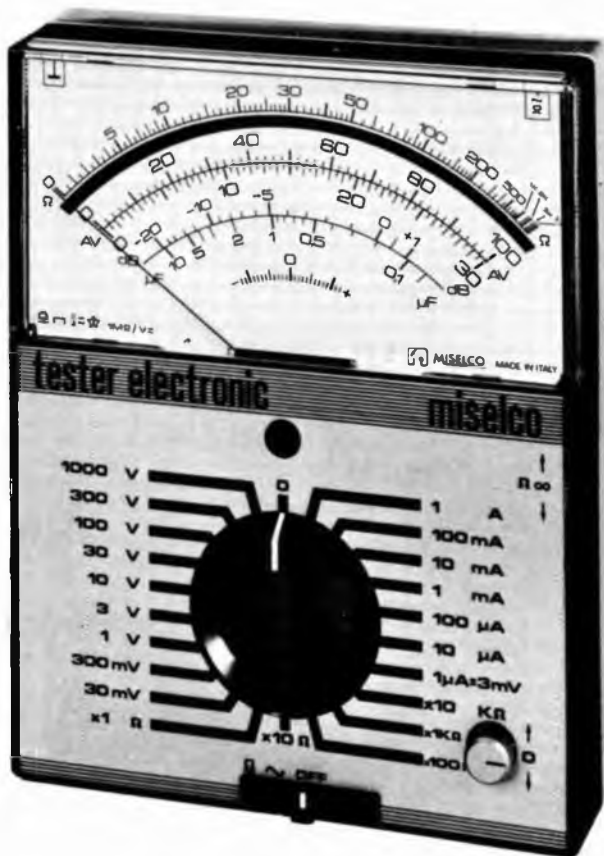 0 5 10 20 30 50 100 200 500
Ω Ω
0 20 40 60 80 100
AV 0 10 20 30 AV
dB -20 -10 -5 0 +1 dB
µF 10 5 2 1 0,5 0,1 µF
- 0 +
1MΩ/V=
MISELCO MADE IN ITALY
tester electronic miselco
Ω ∞
0
1000 V
300 V
100 V
30 V
10 V
3 V
1 V
300 mV
30 mV
x1 Ω
x10 Ω
1 A
100 mA
10 mA
1 mA
100 µA
10 µA
1µA=3mV
x10 KΩ
x1KΩ
x100
0
~ OFF